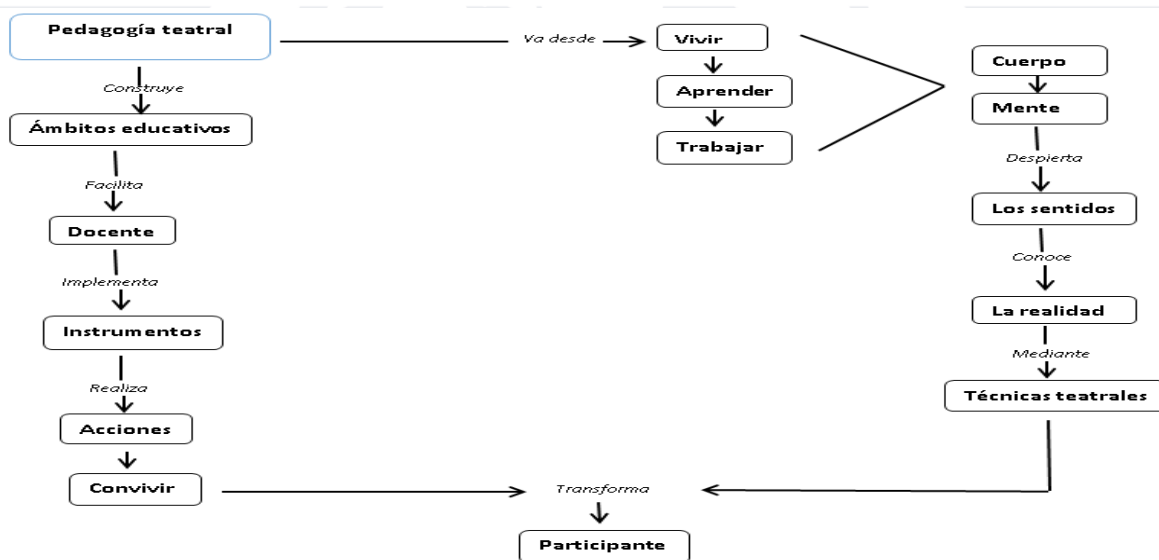 Pedagogía teatral
Va desde
Vivir
Aprender
Trabajar
Construye
Ámbitos educativos
Facilita
Docente
Implementa
Instrumentos
Realiza
Acciones
Convivir
Cuerpo
Mente
Despierta
Los sentidos
Conoce
La realidad
Mediante
Técnicas teatrales
Transforma
Participante